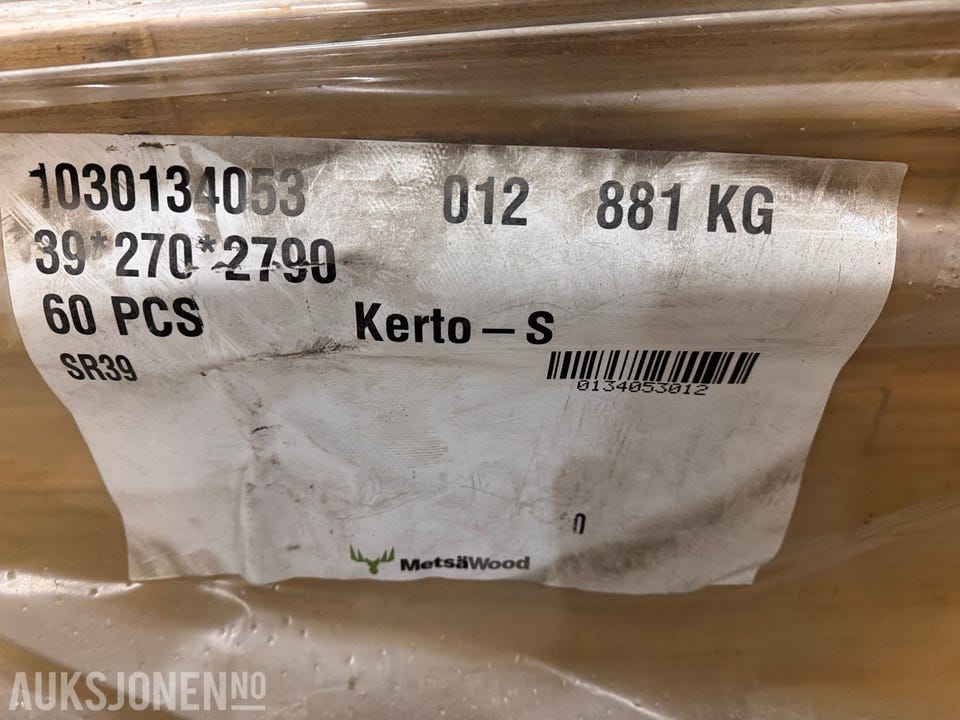 1030134053 012 881 KG
39*270*2790
60 PCS Kerto – S
SR39
0134053012
0
MetsäWood
AUKSJONEN NO